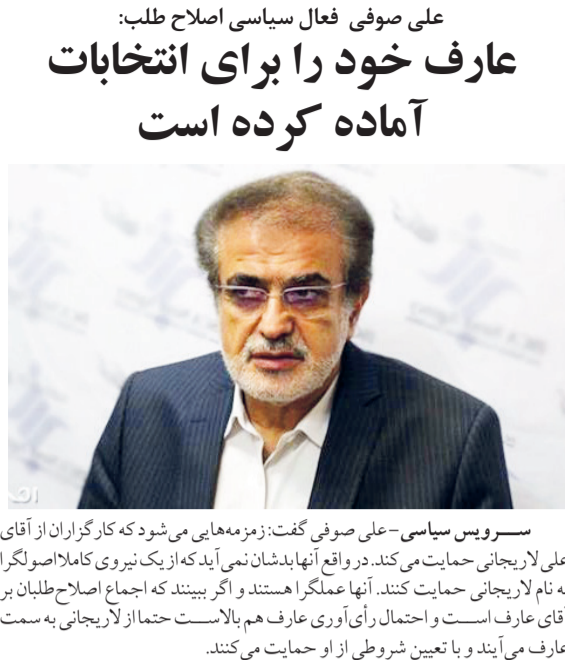 علی صوفی فعال سیاسی اصلاح طلب:
عارف خود را برای انتخابات
آماده کرده است
ســرویس سیاسی – علی صوفی گفت: زمزمه‌هایی می‌شود که کارگزاران از آقای
علی لاریجانی حمایت می‌کند. در واقع آنها بدشان نمی‌آید که از یک نیروی کاملا اصولگرا
به نام لاریجانی حمایت کنند. آنها عملگرا هستند و اگر ببینند که اجماع اصلاح‌طلبان بر
آقای عارف اســت و احتمال رأی‌آوری عارف هم بالاســت حتما از لاریجانی به سمت
عارف می‌آیند و با تعیین شروطی از او حمایت می‌کنند.